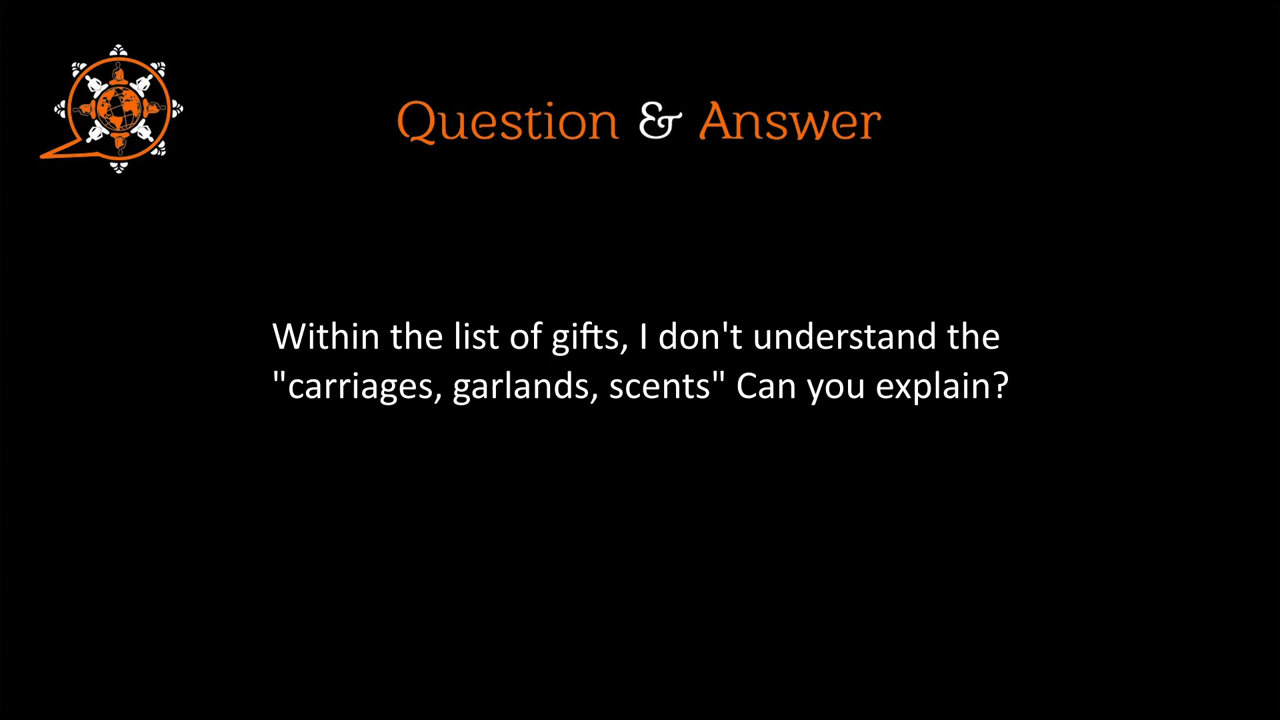 Question & Answer
Within the list of gifts, I don't understand the
"carriages, garlands, scents" Can you explain?